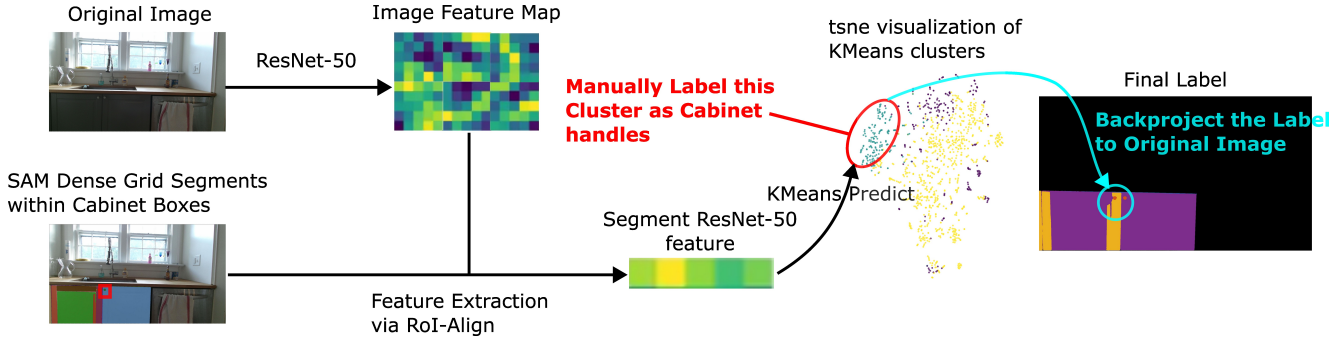 Original Image
ResNet-50
Image Feature Map
SAM Dense Grid Segments
within Cabinet Boxes
Feature Extraction
via RoI-Align
Segment ResNet-50
feature
Manually Label this
Cluster as Cabinet
handles
KMeans Predict
tsne visualization of
KMeans clusters
Final Label
Backproject the Label
to Original Image